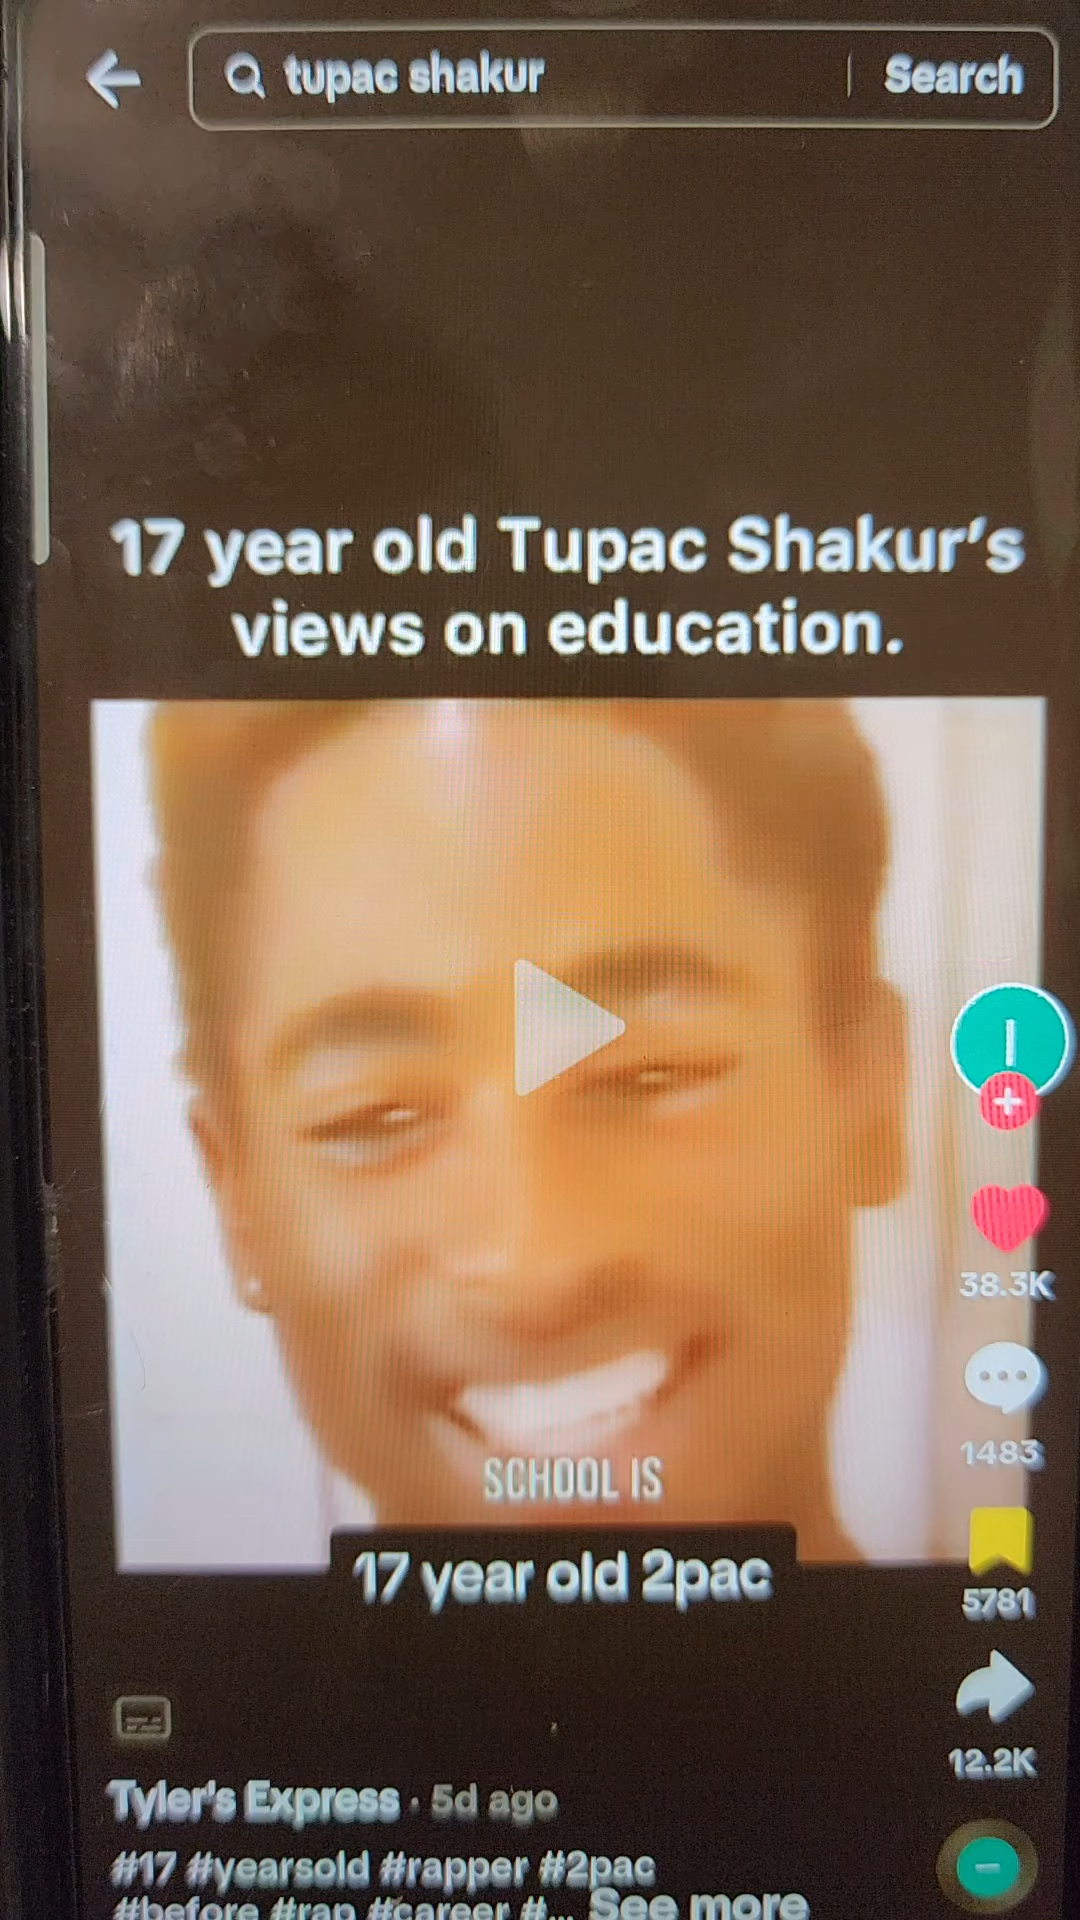 tupac shakur
Search
17 year old Tupac Shakur's
views on education.
38.3K
1483
SCHOOL IS
17 year old 2pac
5781
12.2K
Tyler's Express · 5d ago
#17 #yearsold #rapper #2pac
#before #rap #career #... See more